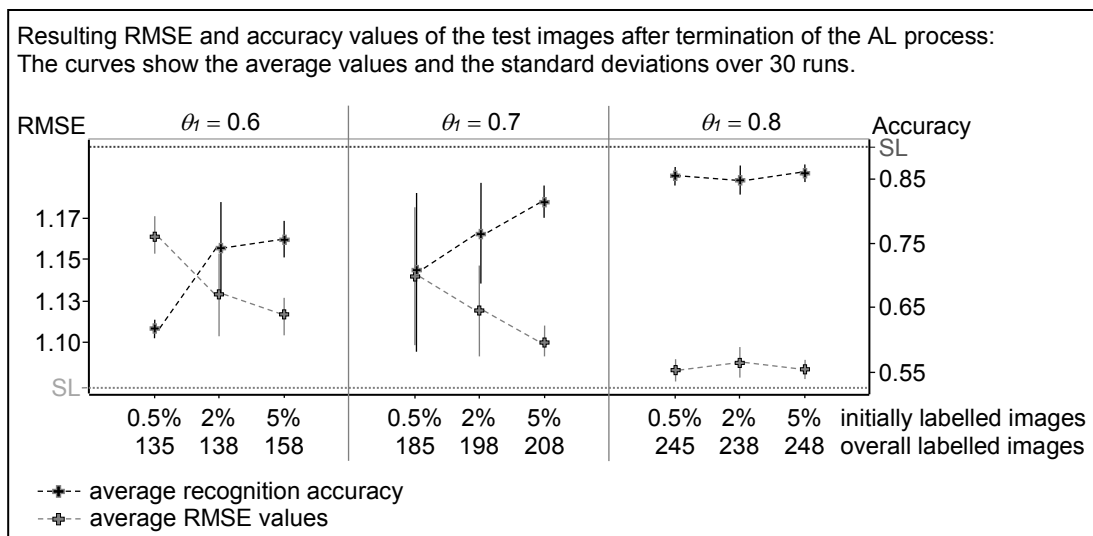 Resulting RMSE and accuracy values of the test images after termination of the AL process:
The curves show the average values and the standard deviations over 30 runs.
RMSE θ1 = 0.6 θ1 = 0.7 θ1 = 0.8 Accuracy
SL
0.85
1.17
0.75
1.15
1.13
0.65
1.10
0.55
SL
0.5% 2% 5% 0.5% 2% 5% 0.5% 2% 5% initially labelled images
135 138 158 185 198 208 245 238 248 overall labelled images
average recognition accuracy
average RMSE values